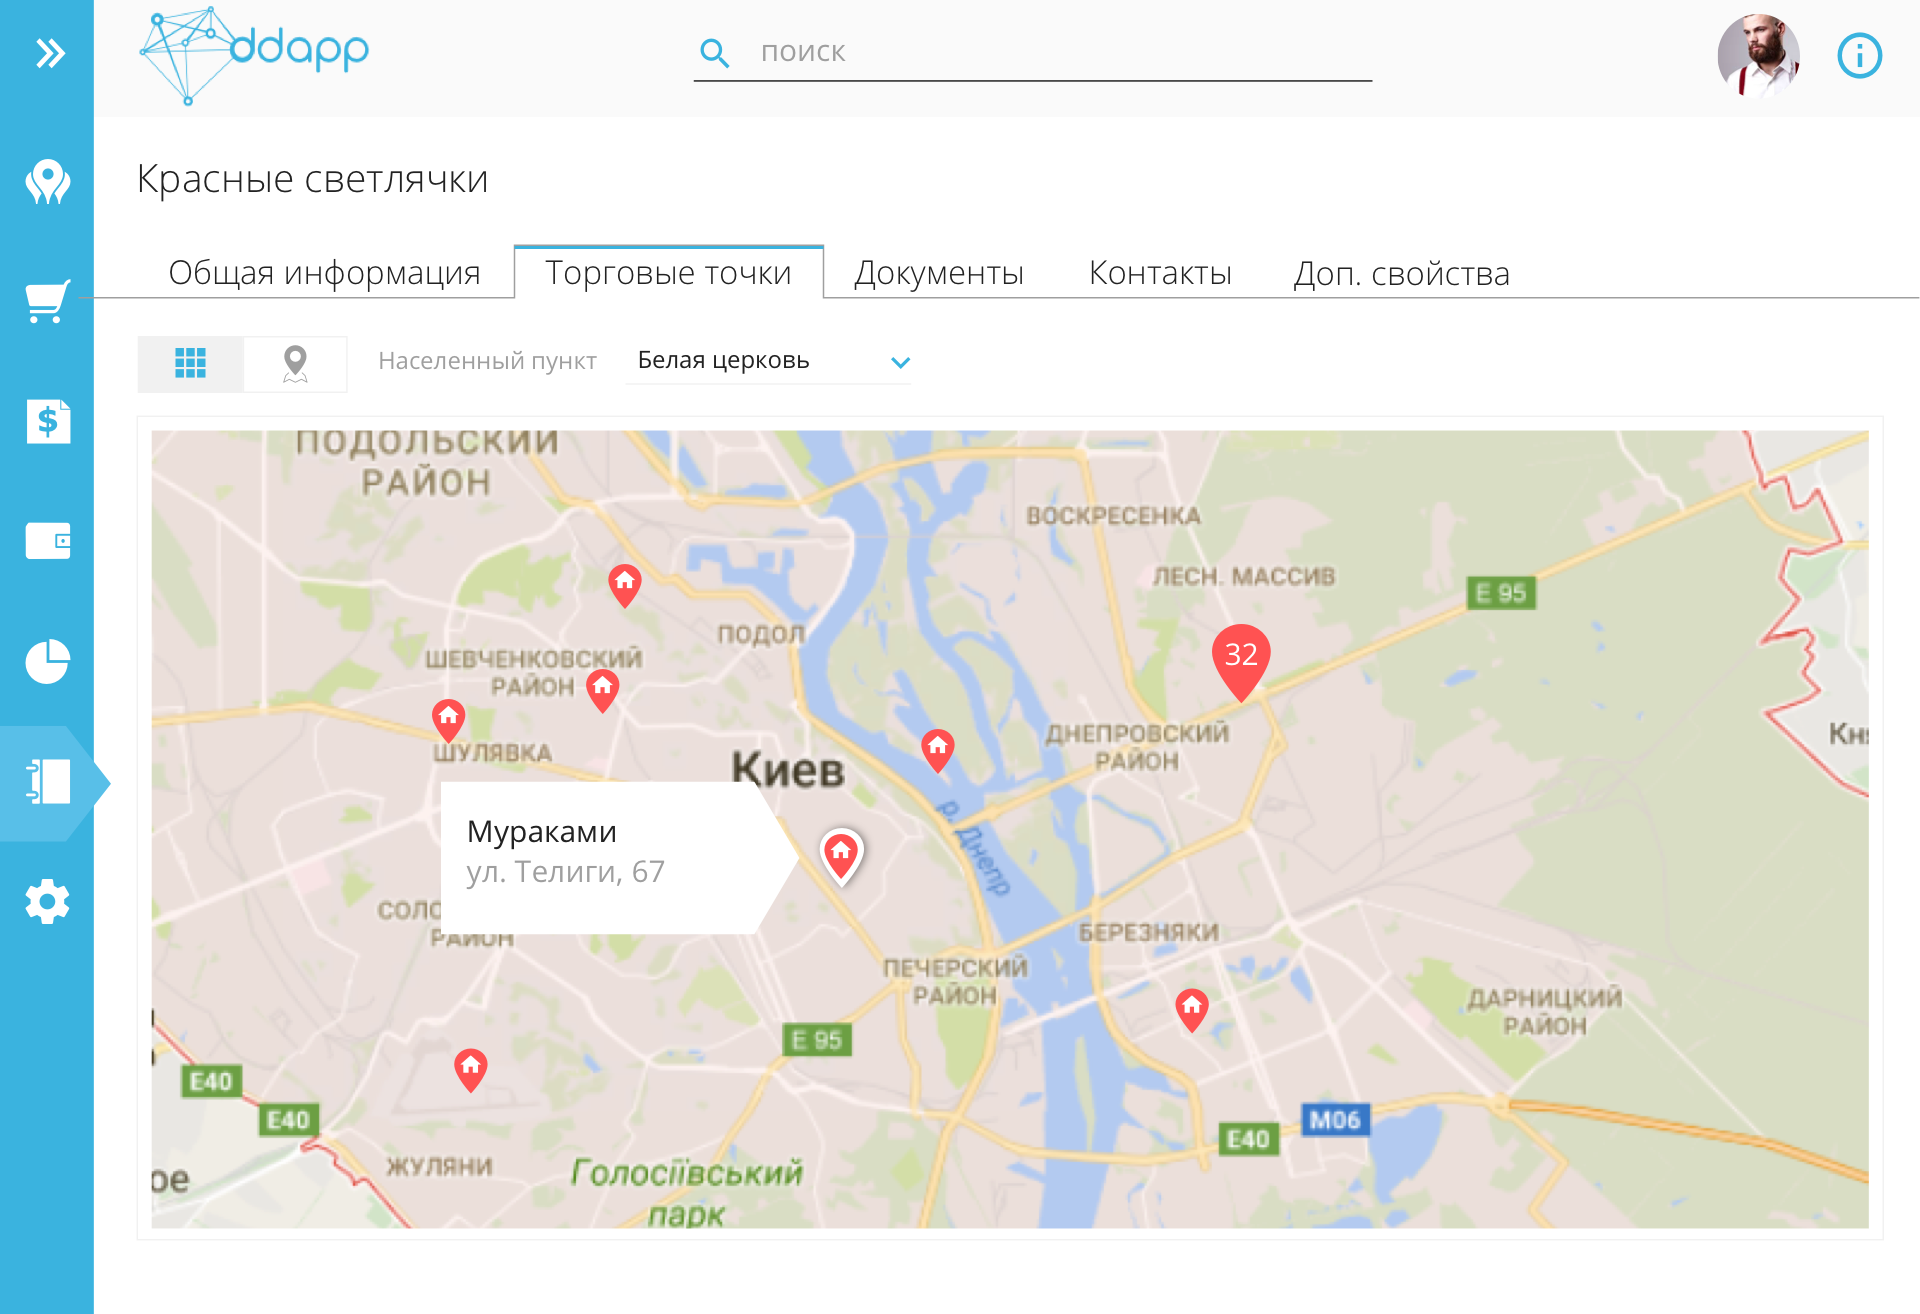 ddapp
поиск
Красные светлячки
Общая информация
Торговые точки
Документы
Контакты
Доп. свойства
Населенный пункт
Белая церковь
ПОДОЛЬСКИЙ
РАЙОН
ВОСКРЕСЕНКА
ЛЕСН. МАССИВ
E 95
ПОДОЛ
32
ШЕВЧЕНКОВСКИЙ
РАЙОН
ШУЛЯВКА
ДНЕПРОВСКИЙ
РАЙОН
Киев
р. Днепр
Мураками
ул. Телиги, 67
СОЛО
РАЙОН
БЕРЕЗНЯКИ
ПЕЧЕРСКИЙ
РАЙОН
ДАРНИЦКИЙ
РАЙОН
E 95
E40
E40
M06
E40
ЖУЛЯНИ
Голосіївський
парк
ое